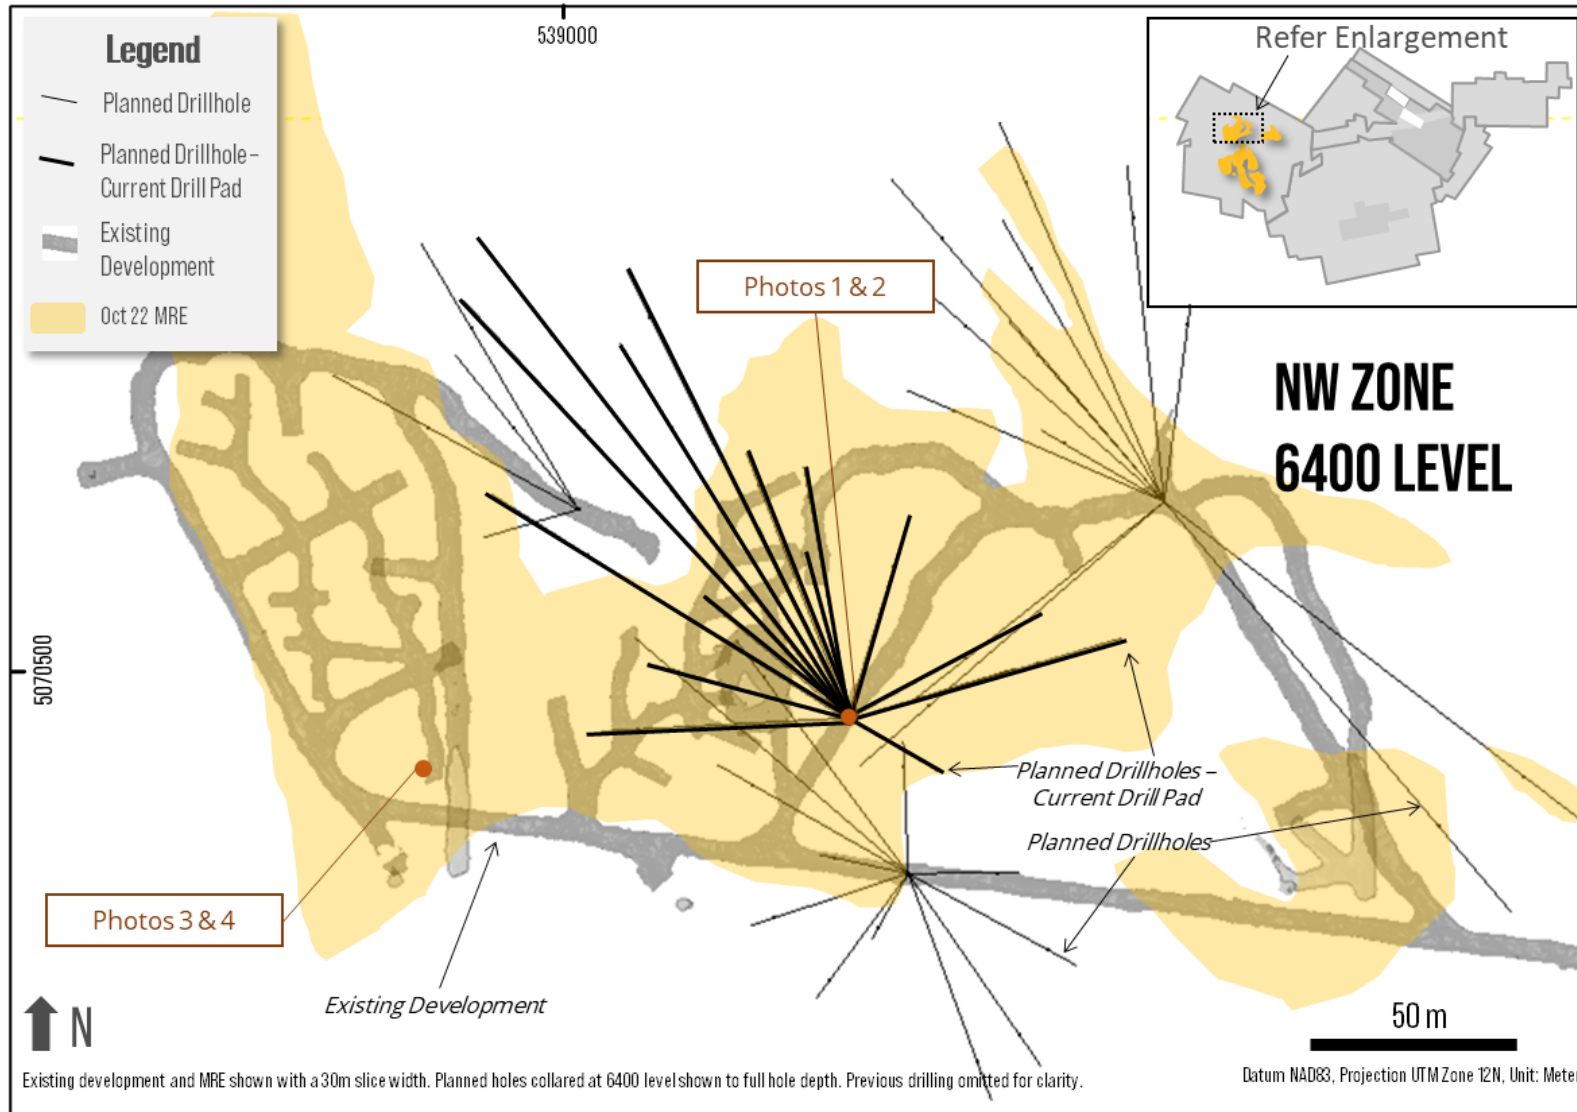 Legend
Planned Drillhole
Planned Drillhole –
Current Drill Pad
Existing
Development
Oct 22 MRE
539000
Refer Enlargement
Photos 1 & 2
NW ZONE
6400 LEVEL
5070500
Planned Drillholes –
Current Drill Pad
Planned Drillholes
Photos 3 & 4
Existing Development
N
50 m
Existing development and MRE shown with a 30m slice width. Planned holes collared at 6400 level shown to full hole depth. Previous drilling omitted for clarity.
Datum NAD83, Projection UTM Zone 12N, Unit: Meter